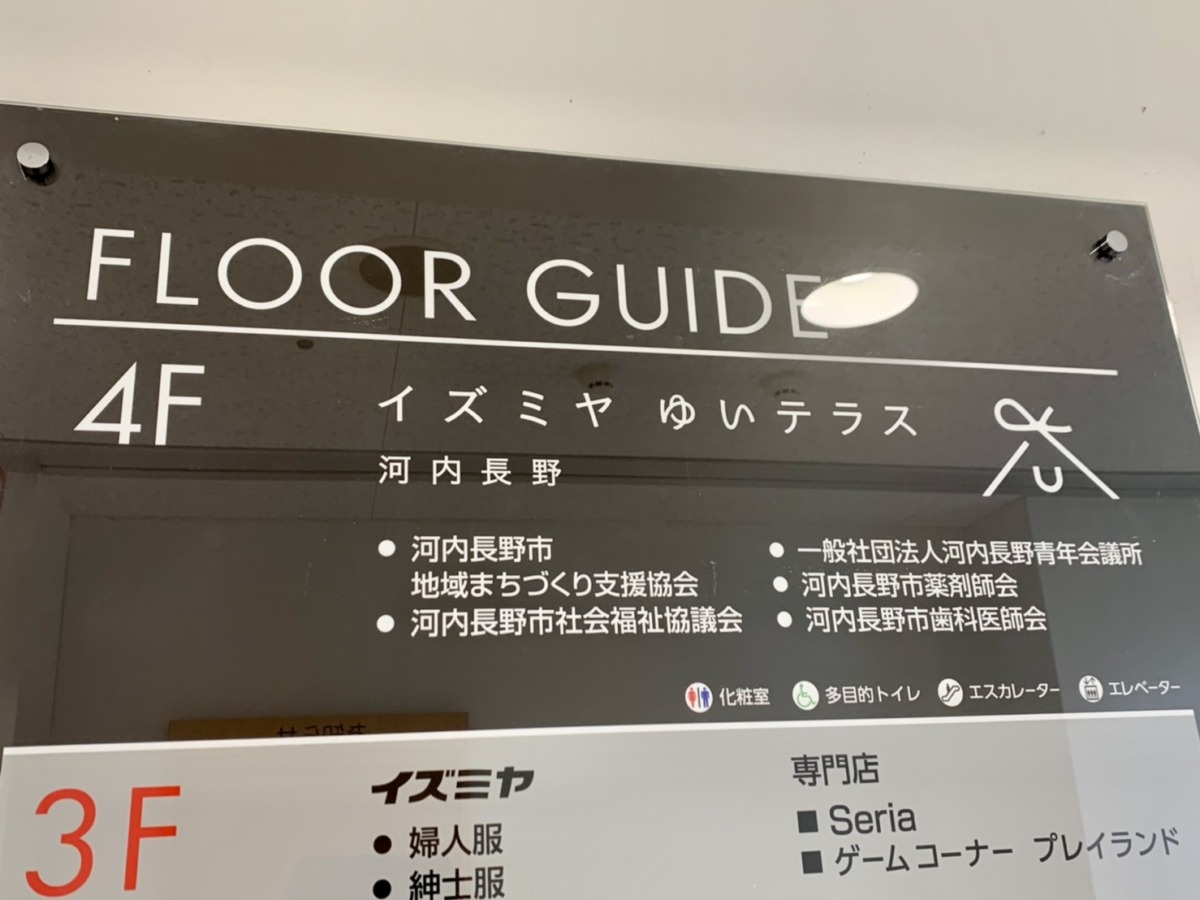 FLOOR GUIDE
4F
イズミヤ ゆいテラス
河内長野
● 河内長野市
地域まちづくり支援協会
● 河内長野市社会福祉協議会
● 一般社団法人河内長野青年会議所
● 河内長野市薬剤師会
● 河内長野市歯科医師会
化粧室 多目的トイレ エスカレーター エレベーター
3F
イズミヤ
● 婦人服
● 紳士服
専門店
■ Seria
■ ゲームコーナー プレイランド